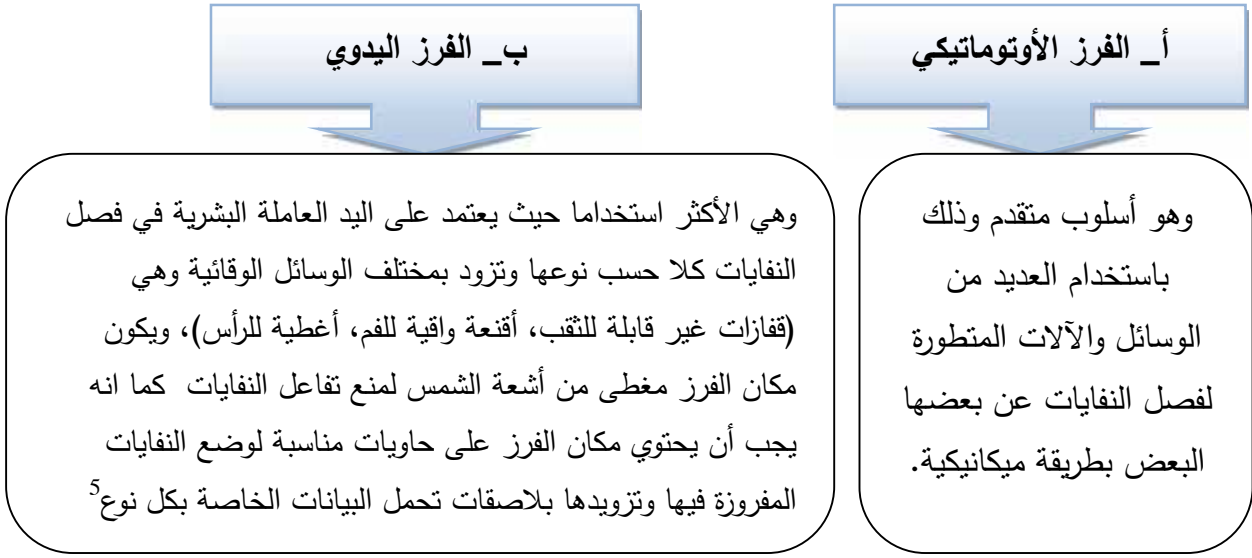 أ_ الفرز الأوتوماتيكي
وهو أسلوب متقدم وذلك
باستخدام العديد من
الوسائل والآلات المتطورة
لفصل النفايات عن بعضها
البعض بطريقة ميكانيكية.
ب_ الفرز اليدوي
وهي الأكثر استخداما حيث يعتمد على اليد العاملة البشرية في فصل
النفايات كلا حسب نوعها وتزود بمختلف الوسائل الوقائية وهي
(قفازات غير قابلة للثقب، أقنعة واقية للفم، أغطية للرأس)، ويكون
مكان الفرز مغطى من أشعة الشمس لمنع تفاعل النفايات كما انه
يجب أن يحتوي مكان الفرز على حاويات مناسبة لوضع النفايات
المفروزة فيها وتزويدها بلاصقات تحمل البيانات الخاصة بكل نوع⁵